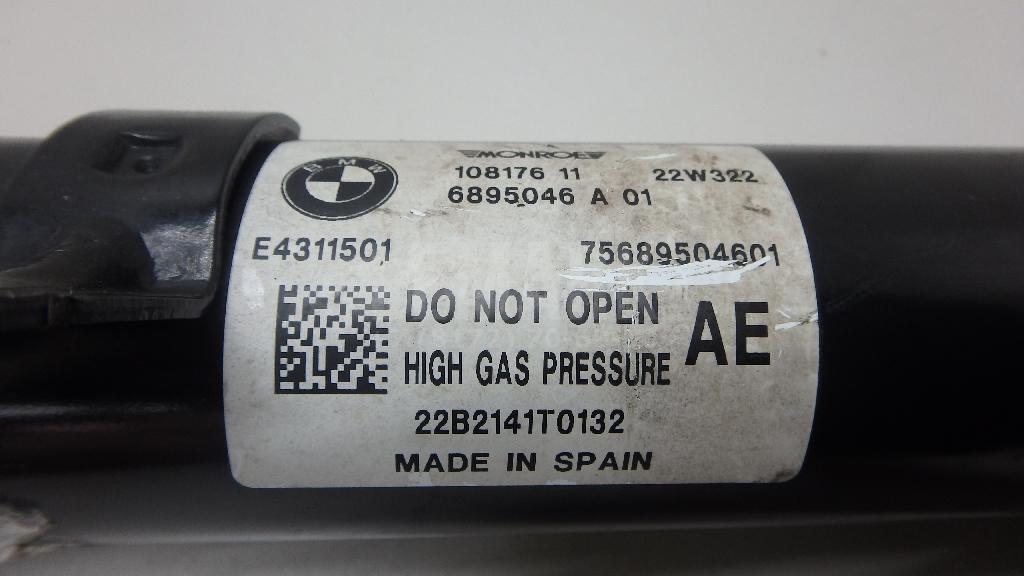 MONROE
BMW
108176 11 22W322
6895046 A 01
E4311501 75689504601
DO NOT OPEN AE
HIGH GAS PRESSURE
22B2141T0132
MADE IN SPAIN